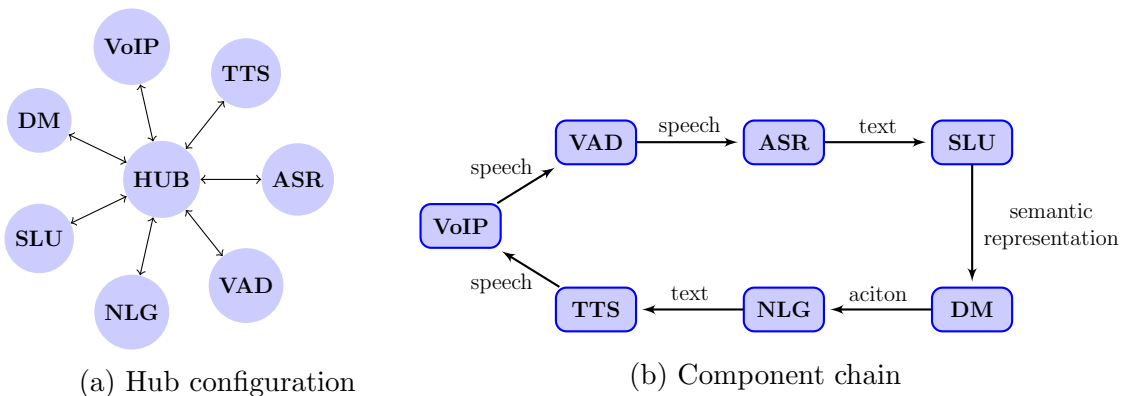 VoIP
TTS
DM
HUB
ASR
SLU
VAD
NLG
(a) Hub configuration
VAD
speech
ASR
text
SLU
speech
VoIP
semantic
representation
speech
TTS
text
NLG
aciton
DM
(b) Component chain